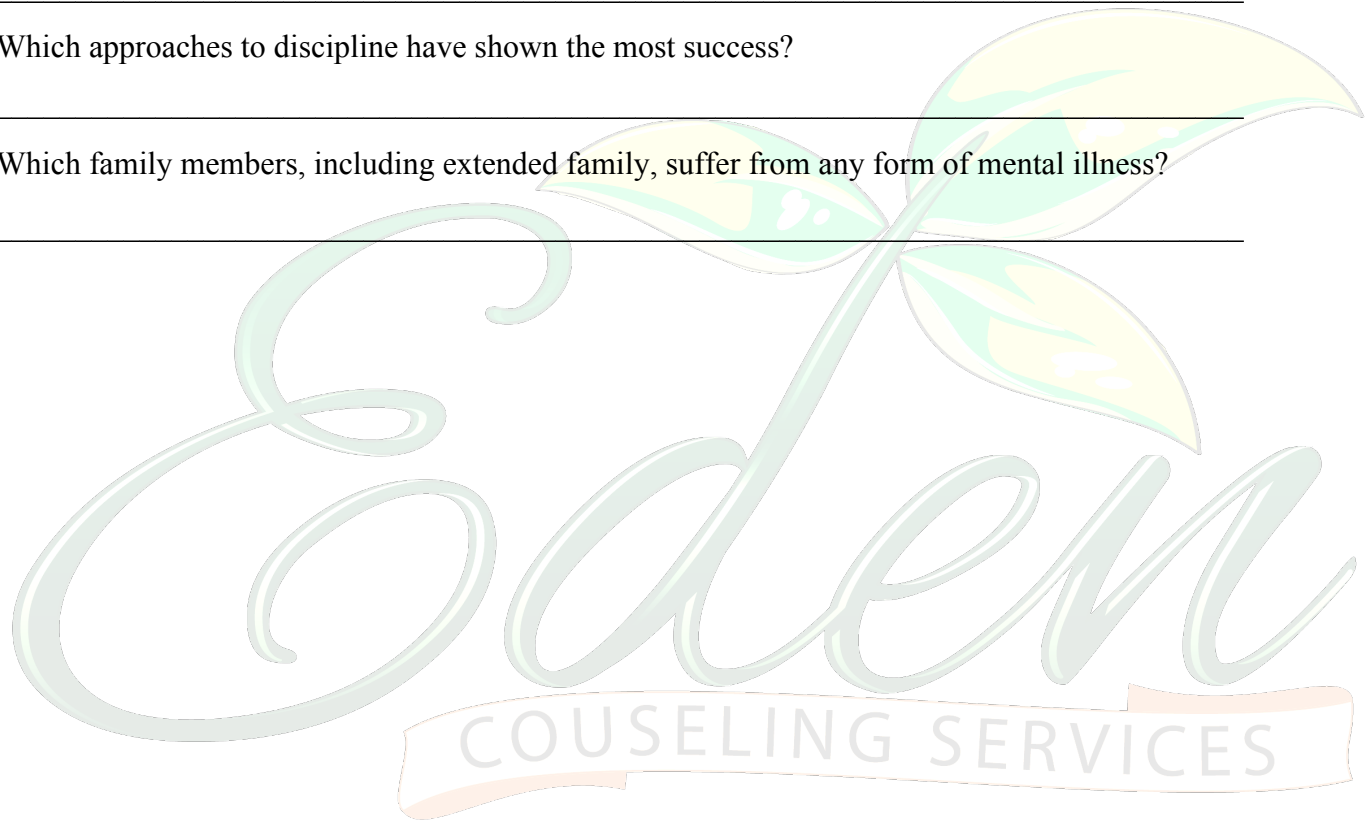 Which approaches to discipline have shown the most success?
Which family members, including extended family, suffer from any form of mental illness?
Eden
COUSELING SERVICES